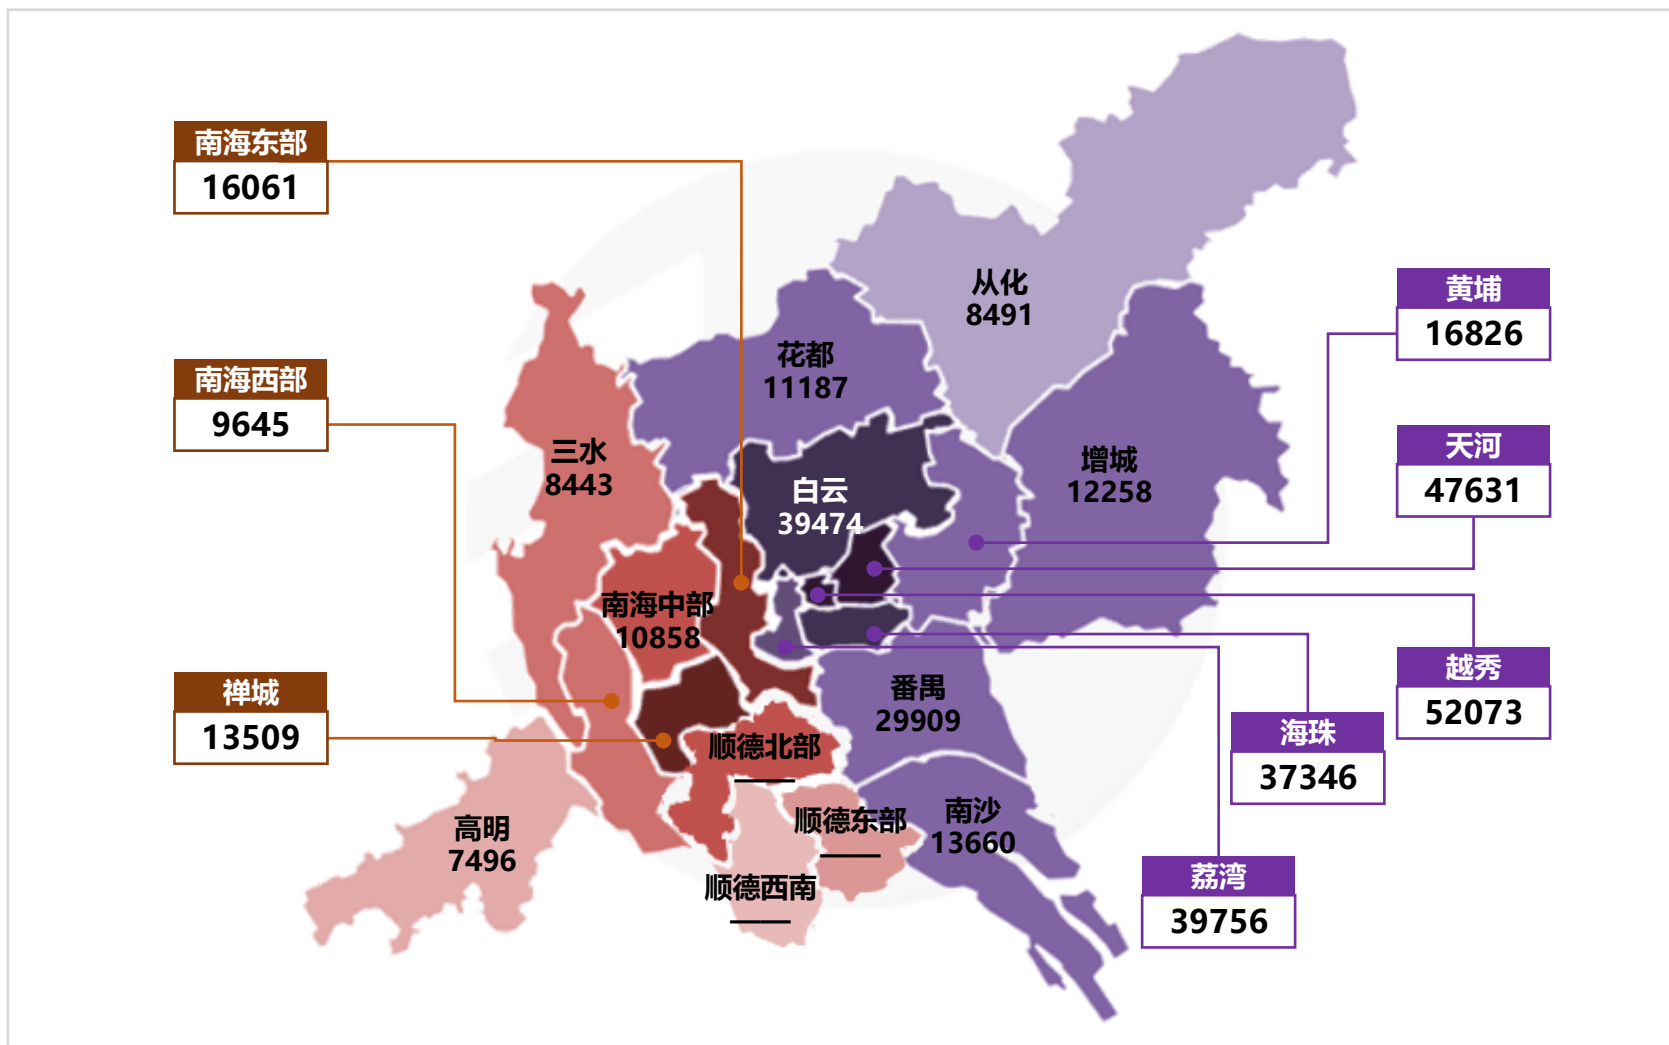 南海东部
16061
从化
8491
黄埔
16826
花都
11187
南海西部
9645
三水
8443
天河
47631
增城
12258
白云
39474
南海中部
10858
禅城
13509
番禺
29909
越秀
52073
海珠
37346
顺德北部
——
南沙
13660
顺德东部
——
高明
7496
顺德西南
——
荔湾
39756